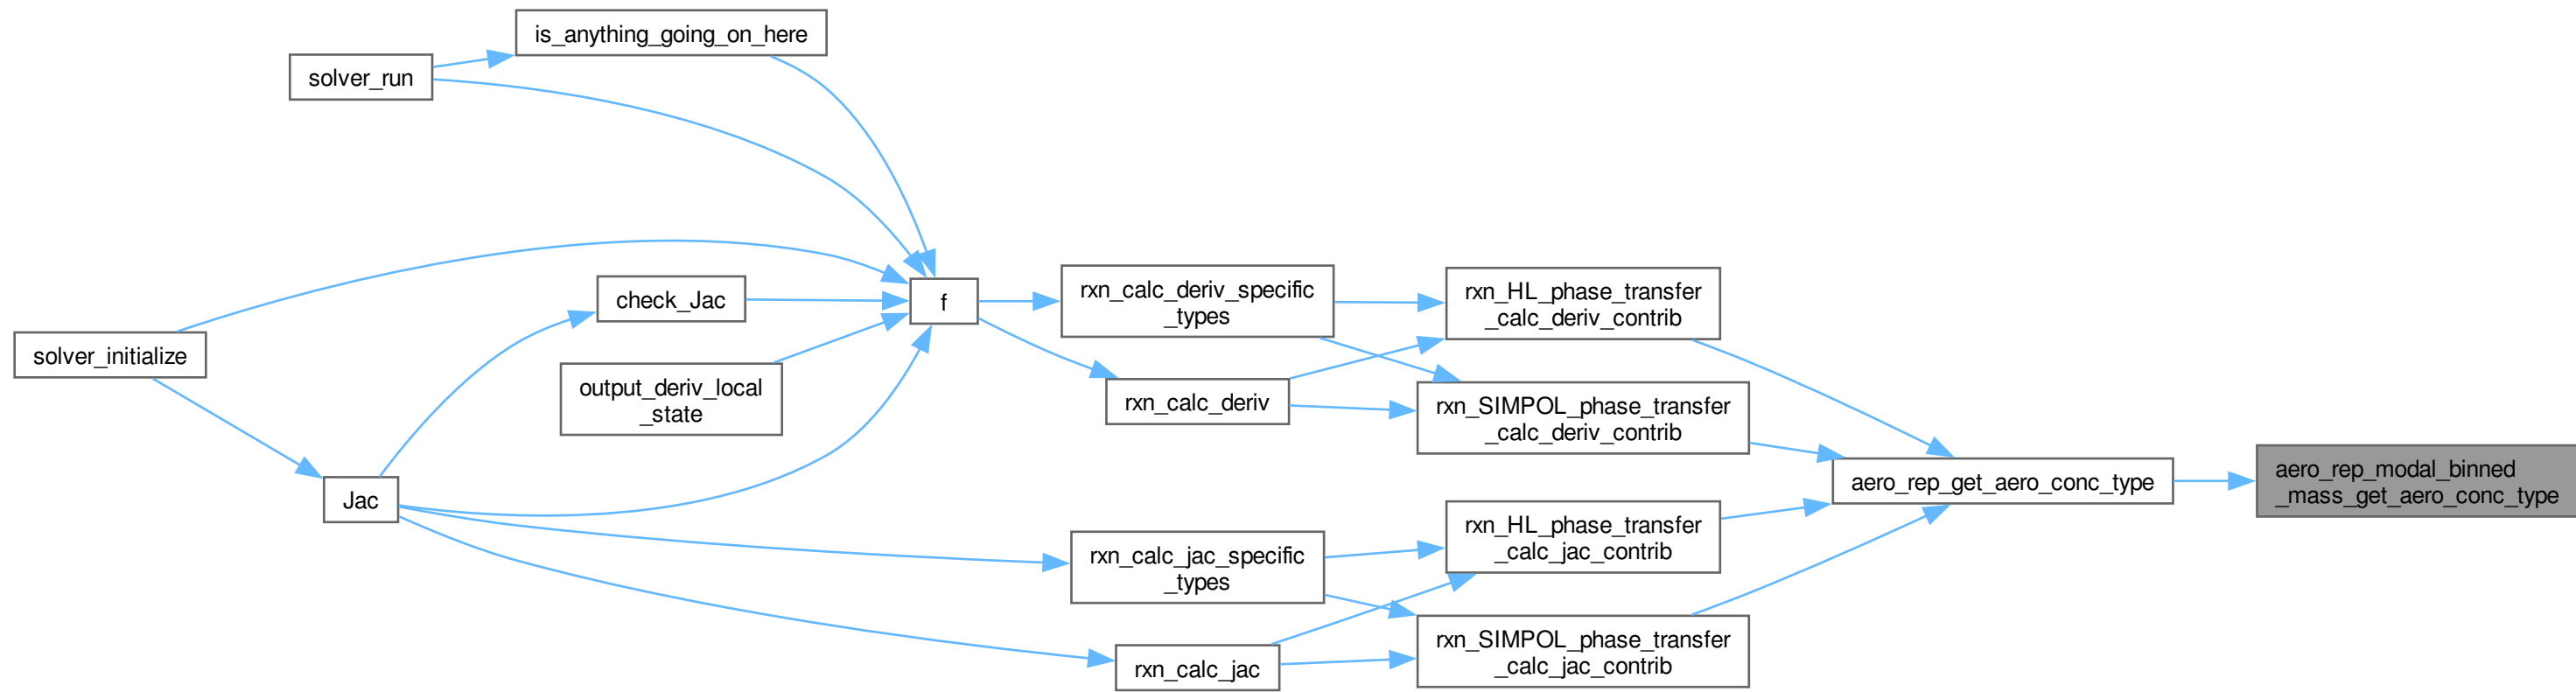 is_anything_going_on_here
solver_run
solver_initialize
check_Jac
output_deriv_local
_state
Jac
f
rxn_calc_deriv_specific
_types
rxn_calc_deriv
rxn_calc_jac_specific
_types
rxn_calc_jac
rxn_HL_phase_transfer
_calc_deriv_contrib
rxn_SIMPOL_phase_transfer
_calc_deriv_contrib
rxn_HL_phase_transfer
_calc_jac_contrib
rxn_SIMPOL_phase_transfer
_calc_jac_contrib
aero_rep_get_aero_conc_type
aero_rep_modal_binned
_mass_get_aero_conc_type